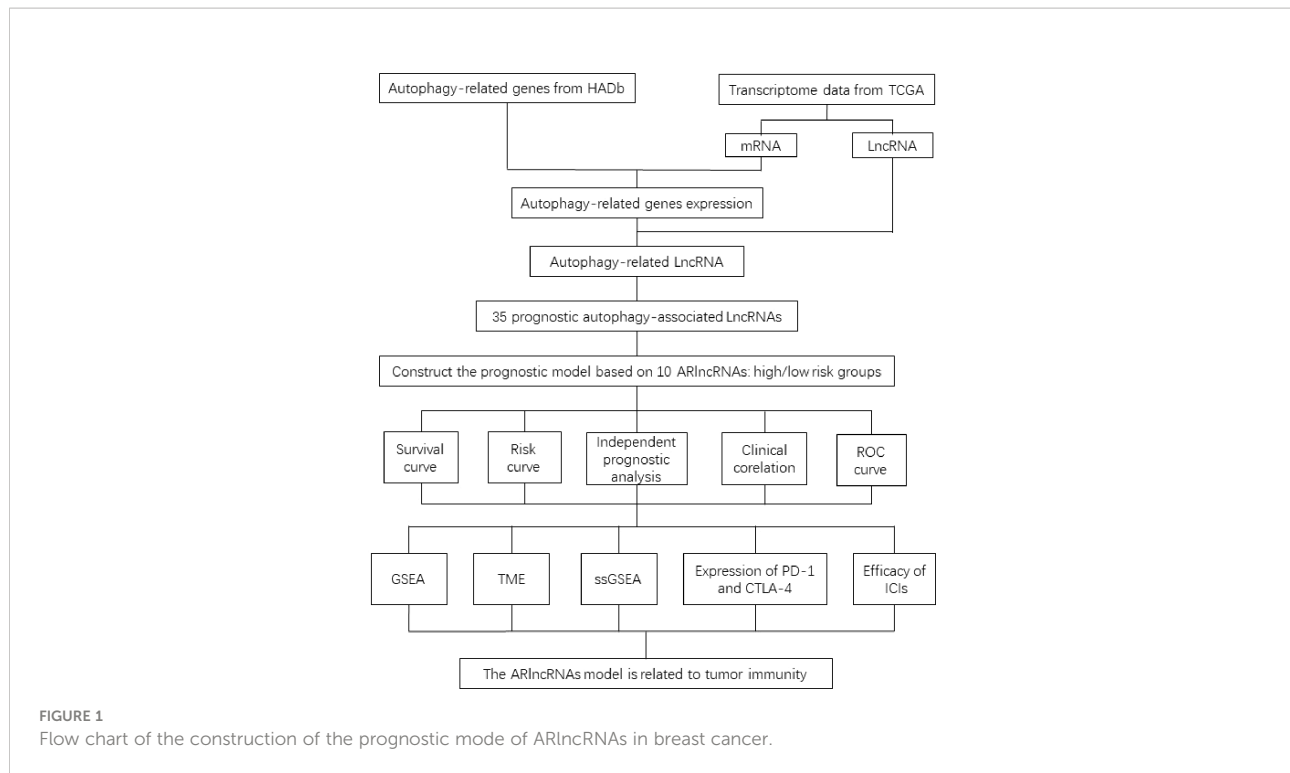 Autophagy-related genes from HADb
Transcriptome data from TCGA
mRNA
LncRNA
Autophagy-related genes expression
Autophagy-related LncRNA
35 prognostic autophagy-associated LncRNAs
Construct the prognostic model based on 10 ARlncRNAs: high/low risk groups
Survival
curve
Risk
curve
Independent
prognostic
analysis
Clinical
corelation
ROC
curve
GSEA
TME
ssGSEA
Expression of PD-1
and CTLA-4
Efficacy of
ICIs
The ARlncRNAs model is related to tumor immunity
FIGURE 1
Flow chart of the construction of the prognostic mode of ARlncRNAs in breast cancer.